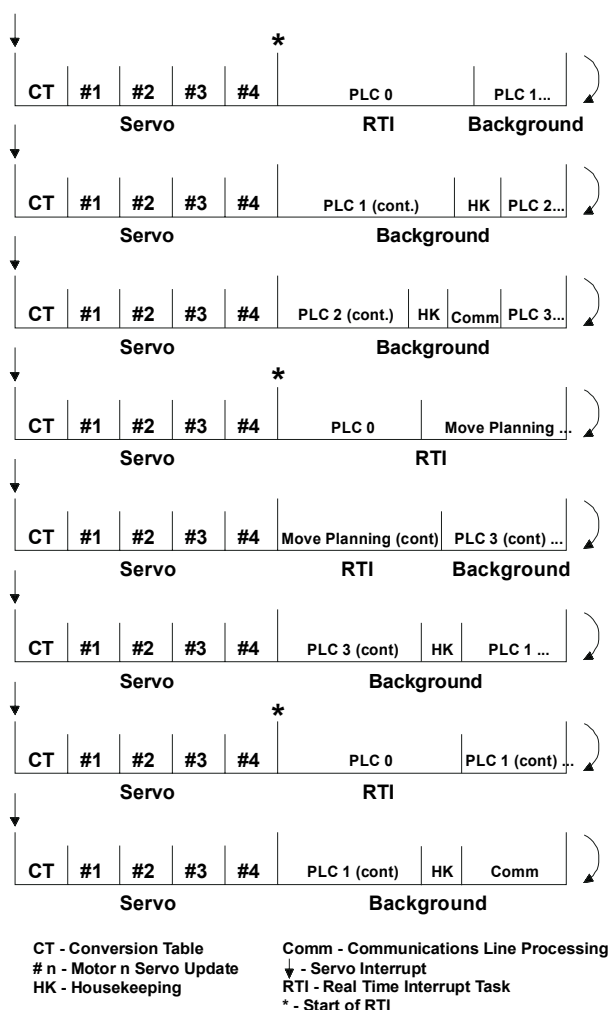 *
CT #1 #2 #3 #4 PLC 0 PLC 1...
Servo RTI Background
CT #1 #2 #3 #4 PLC 1 (cont.) HK PLC 2...
Servo Background
CT #1 #2 #3 #4 PLC 2 (cont.) HK Comm PLC 3...
Servo Background
*
CT #1 #2 #3 #4 PLC 0 Move Planning ...
Servo RTI
CT #1 #2 #3 #4 Move Planning (cont) PLC 3 (cont) ...
Servo RTI Background
CT #1 #2 #3 #4 PLC 3 (cont) HK PLC 1 ...
Servo Background
*
CT #1 #2 #3 #4 PLC 0 PLC 1 (cont) ...
Servo RTI
CT #1 #2 #3 #4 PLC 1 (cont) HK Comm
Servo Background
CT - Conversion Table Comm - Communications Line Processing
# n - Motor n Servo Update ↓ - Servo Interrupt
HK - Housekeeping RTI - Real Time Interrupt Task
* - Start of RTI